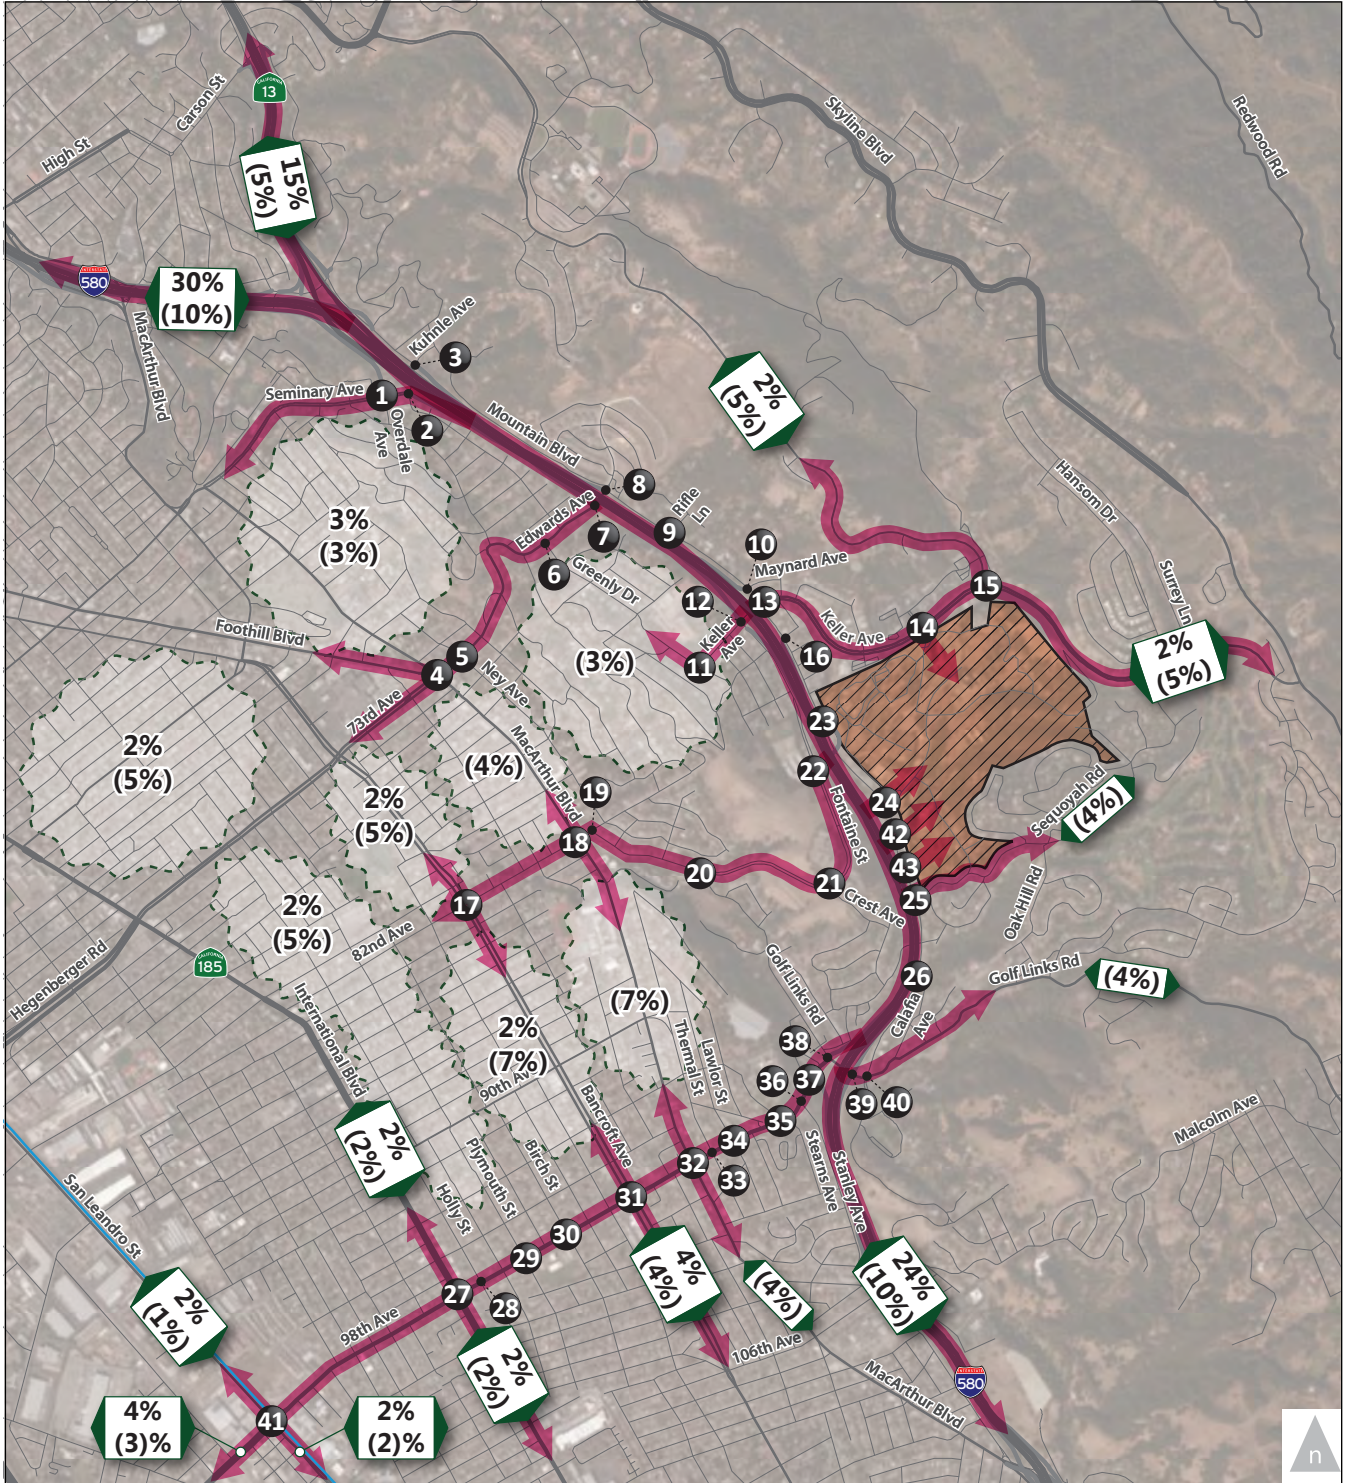 CALIFORNIA
13
Carson St
High St
15%
(5%)
Skyline Blvd
Redwood Rd
INTERSTATE
580
30%
(10%)
MacArthur Blvd
Kuhnle Ave
3
Seminary Ave
1
Overdale
Ave
2
Mountain Blvd
2%
(5%)
8
Edwards Ave
7
Rifle
Ln
9
Hansom Dr
3%
(3%)
6
Greenly Dr
10
Maynard Ave
12
13
15
Surrey Ln
Keller
Ave
11
Keller Ave
14
16
Foothill Blvd
5
4
Ney Ave
(3%)
2%
(5%)
73rd Ave
2%
(5%)
MacArthur Blvd
(4%)
23
22
2%
(5%)
19
18
Fontaine St
24
42
43
Sequoyah Rd
(4%)
20
21
Crest Ave
25
17
2%
(5%)
82nd Ave
Oak Hill Rd
CALIFORNIA
185
Hegenberger Rd
International Blvd
Golf Links Rd
26
Calafia
Ave
Golf Links Rd
(4%)
(7%)
2%
(7%)
90th Av
Thermal St
Lawlor St
38
36
37
39
40
35
34
33
32
Stearns Ave
Stanley Ave
Malcolm Ave
2%
(2%)
Bancroft Ave
Birch St
Plymouth St
Holly St
31
30
29
27
28
San Leandro St
2%
(1%)
98th Ave
4%
(4%)
(4%)
24%
(10%)
106th Ave
2%
(2%)
MacArthur Blvd
580
4%
(3)%
41
2%
(2)%
n